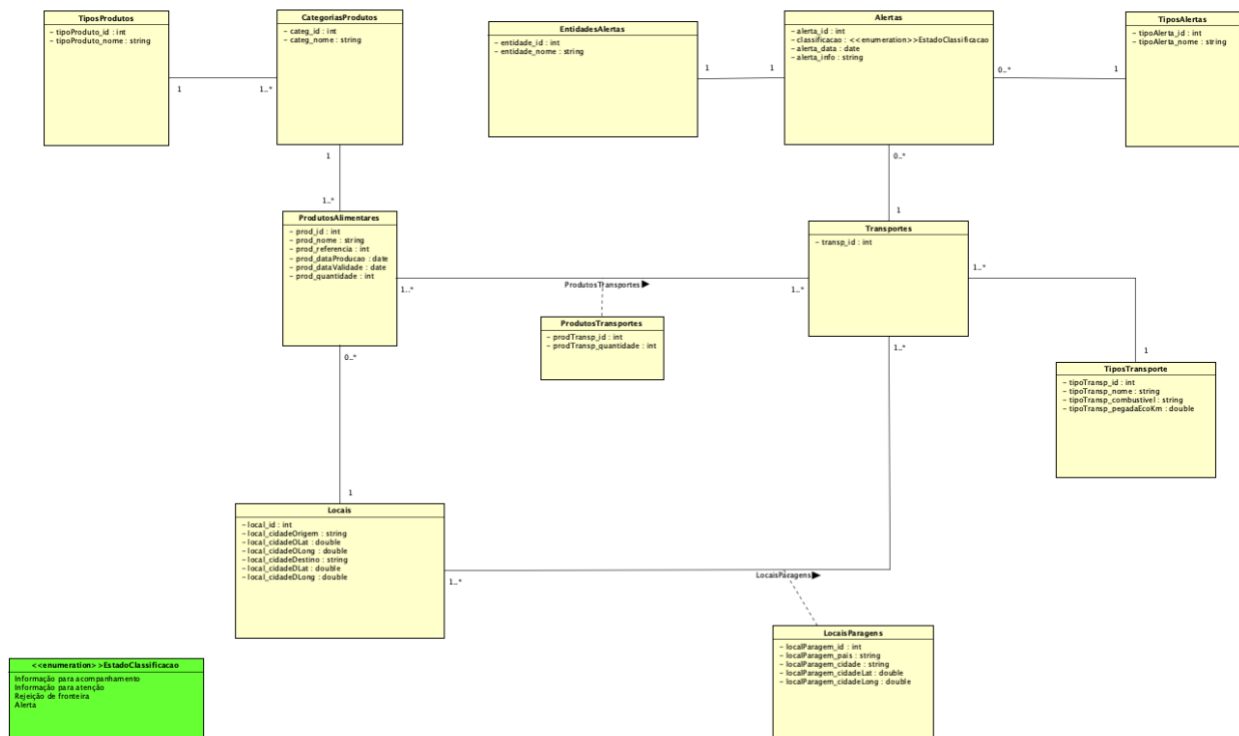 TiposProdutos
- tipoProduto_id : int
- tipoProduto_nome : string
CategoriasProdutos
- categ_id : int
- categ_nome : string
EntidadesAlertas
- entidade_id : int
- entidade_nome : string
Alertas
- alerta_id : int
- classificacao : <<enumeration>>EstadoClassificacao
- alerta_data : date
- alerta_info : string
TiposAlertas
- tipoAlerta_id : int
- tipoAlerta_nome : string
1
1..*
1
1
0..*
1
1
1..*
0..*
1
ProdutosAlimentares
- prod_id : int
- prod_nome : string
- prod_referencia : int
- prod_dataProducao : date
- prod_dataValidade : date
- prod_quantidade : int
Transportes
- transp_id : int
1..*
ProdutosTransportes
1..*
1..*
ProdutosTransportes
- prodTransp_id : int
- prodTransp_quantidade : int
0..*
1..*
1
TiposTransporte
- tipoTransp_id : int
- tipoTransp_nome : string
- tipoTransp_combustivel : string
- tipoTransp_pegadaEcoKm : double
1
Locais
- local_id : int
- local_cidadeOrigem : string
- local_cidadeOLat : double
- local_cidadeOLong : double
- local_cidadeDestino : string
- local_cidadeDLat : double
- local_cidadeDLong : double
1..*
LocaisParagens
LocaisParagens
- localParagem_id : int
- localParagem_pais : string
- localParagem_cidade : string
- localParagem_cidadeLat : double
- localParagem_cidadeLong : double
<<enumeration>>EstadoClassificacao
Informação para acompanhamento
Informação para atenção
Rejeição de fronteira
Alerta